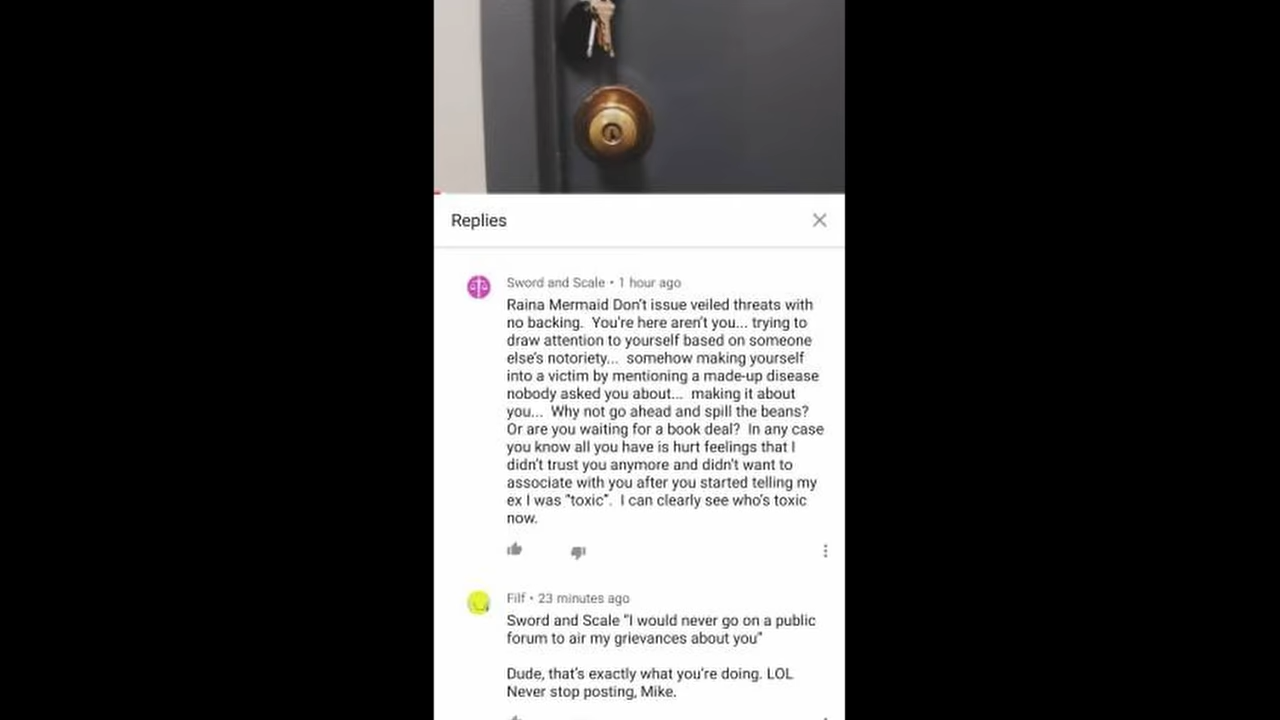 Replies
Sword and Scale • 1 hour ago
Raina Mermaid Don't issue veiled threats with
no backing.  You're here aren't you... trying to
draw attention to yourself based on someone
else's notoriety...  somehow making yourself
into a victim by mentioning a made-up disease
nobody asked you about...  making it about
you...  Why not go ahead and spill the beans?
Or are you waiting for a book deal?  In any case
you know all you have is hurt feelings that I
didn't trust you anymore and didn't want to
associate with you after you started telling my
ex I was "toxic".  I can clearly see who's toxic
now.
Filf • 23 minutes ago
Sword and Scale "I would never go on a public
forum to air my grievances about you"
Dude, that's exactly what you're doing. LOL
Never stop posting, Mike.